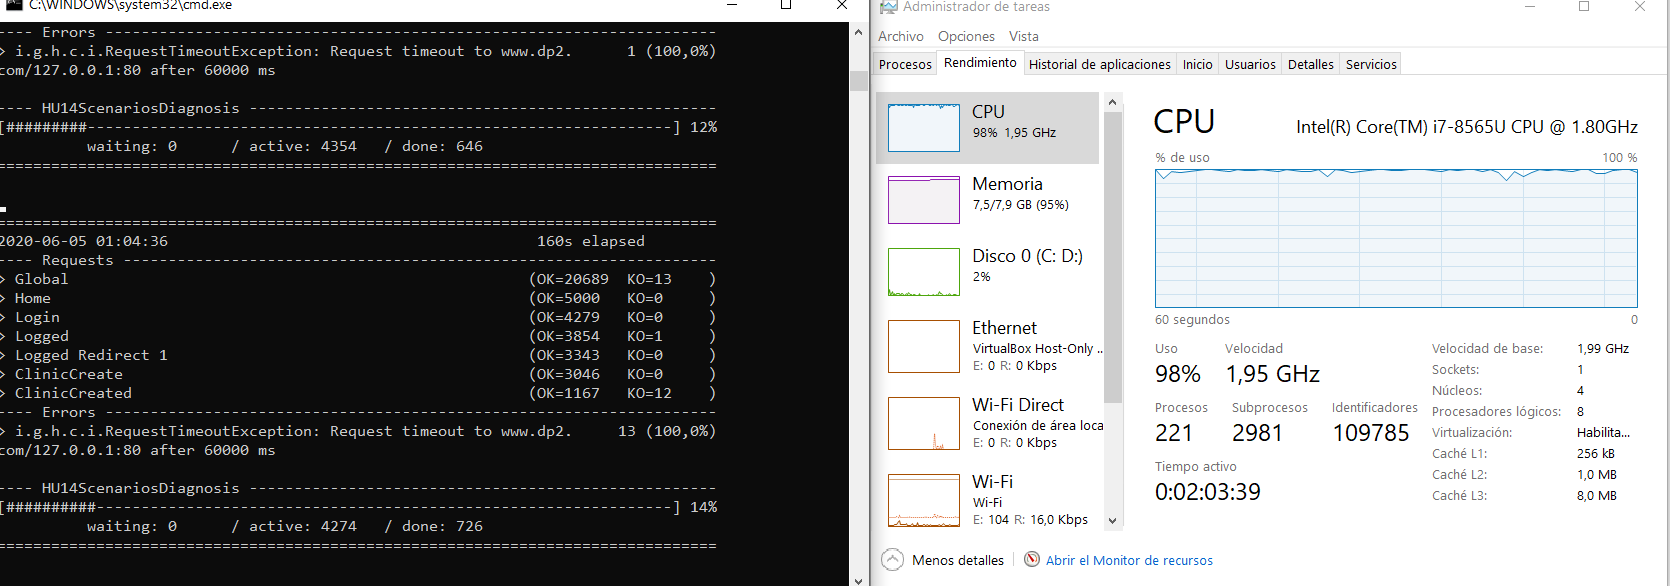 C:\WINDOWS\system32\cmd.exe
---- Errors --------------------------------------------------------------------
> i.g.h.c.i.RequestTimeoutException: Request timeout to www.dp2.      1 (100,0%)
com/127.0.0.1:80 after 60000 ms
---- HU14ScenariosDiagnosis ----------------------------------------------------
[#########-----------------------------------------------------------------] 12%
waiting: 0      / active: 4354   / done: 646
================================================================================
================================================================================
2020-06-05 01:04:36                                         160s elapsed
---- Requests ------------------------------------------------------------------
> Global                                                   (OK=20689  KO=13    )
> Home                                                     (OK=5000   KO=0     )
> Login                                                    (OK=4279   KO=0     )
> Logged                                                   (OK=3854   KO=1     )
> Logged Redirect 1                                        (OK=3343   KO=0     )
> ClinicCreate                                             (OK=3046   KO=0     )
> ClinicCreated                                            (OK=1167   KO=12    )
---- Errors --------------------------------------------------------------------
> i.g.h.c.i.RequestTimeoutException: Request timeout to www.dp2.     13 (100,0%)
com/127.0.0.1:80 after 60000 ms
---- HU14ScenariosDiagnosis ----------------------------------------------------
[##########----------------------------------------------------------------] 14%
waiting: 0      / active: 4274   / done: 726
================================================================================
Administrador de tareas
Archivo Opciones Vista
Procesos Rendimiento Historial de aplicaciones Inicio Usuarios Detalles Servicios
CPU
98% 1,95 GHz
Memoria
7,5/7,9 GB (95%)
Disco 0 (C: D:)
2%
Ethernet
VirtualBox Host-Only ..
E: 0 R: 0 Kbps
Wi-Fi Direct
Conexión de área loca
E: 0 R: 0 Kbps
Wi-Fi
Wi-Fi
E: 104 R: 16,0 Kbps
CPU
Intel(R) Core(TM) i7-8565U CPU @ 1.80GHz
% de uso 100 %
60 segundos 0
Uso Velocidad
98% 1,95 GHz
Procesos Subprocesos Identificadores
221 2981 109785
Tiempo activo
0:02:03:39
Velocidad de base: 1,99 GHz
Sockets: 1
Núcleos: 4
Procesadores lógicos: 8
Virtualización: Habilita...
Caché L1: 256 kB
Caché L2: 1,0 MB
Caché L3: 8,0 MB
Menos detalles Abrir el Monitor de recursos